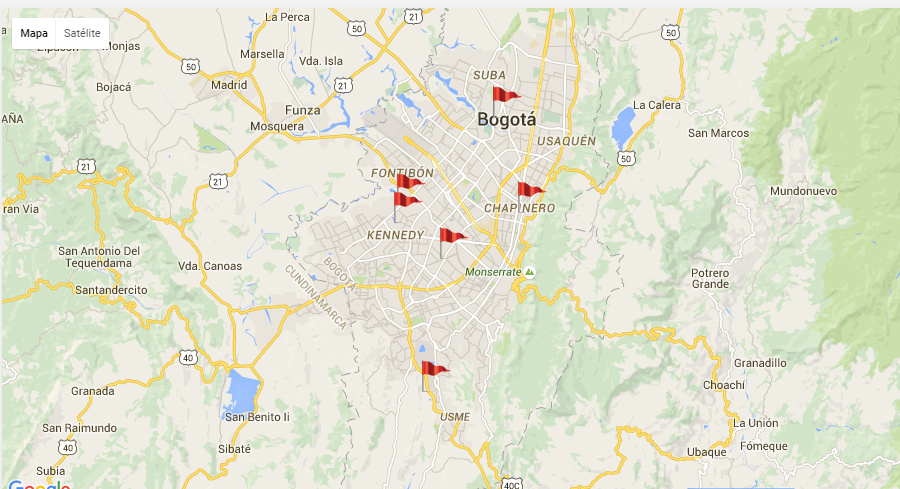 La Perca
21
50
Mapa
Satélite
Zipacón
Monjas
Marsella
50
50
Vda. Isla
SUBA
Bojacá
Madrid
21
Funza
La Calera
AÑA
Mosquera
Bogotá
San Marcos
USAQUÉN
50
21
FONTIBÓN
21
Mundonuevo
ran Via
CHAPINERO
KENNEDY
San Antonio Del
Tequendama
Vda. Canoas
BOGOTÁ
CUNDINAMARCA
Monserrate
Potrero
Grande
Santandercito
40
Granadillo
Granada
Choachí
San Benito Ii
USME
La Unión
San Raimundo
40
Sibaté
Fómeque
Ubaque
Subia
40C
Google